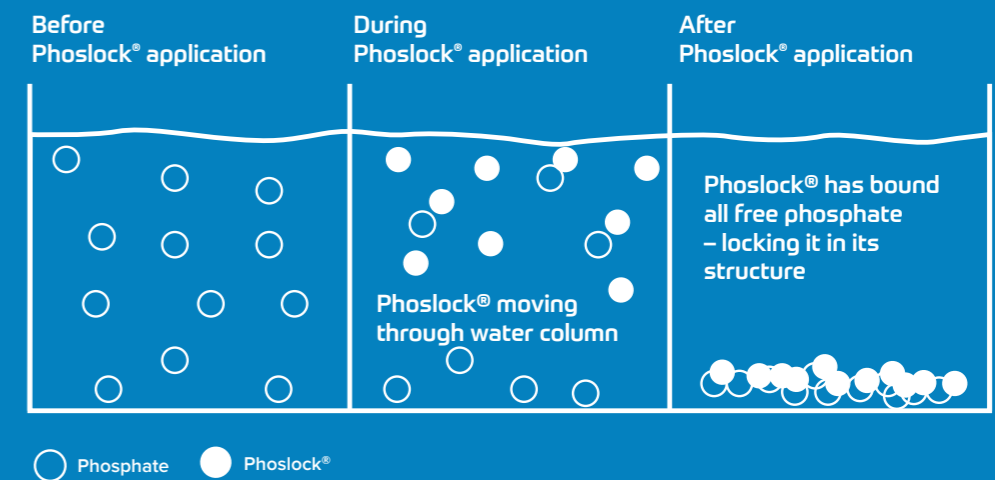 Before
Phoslock® application
During
Phoslock® application
After
Phoslock® application
Phoslock® moving
through water column
Phoslock® has bound
all free phosphate
– locking it in its
structure
Phosphate
Phoslock®